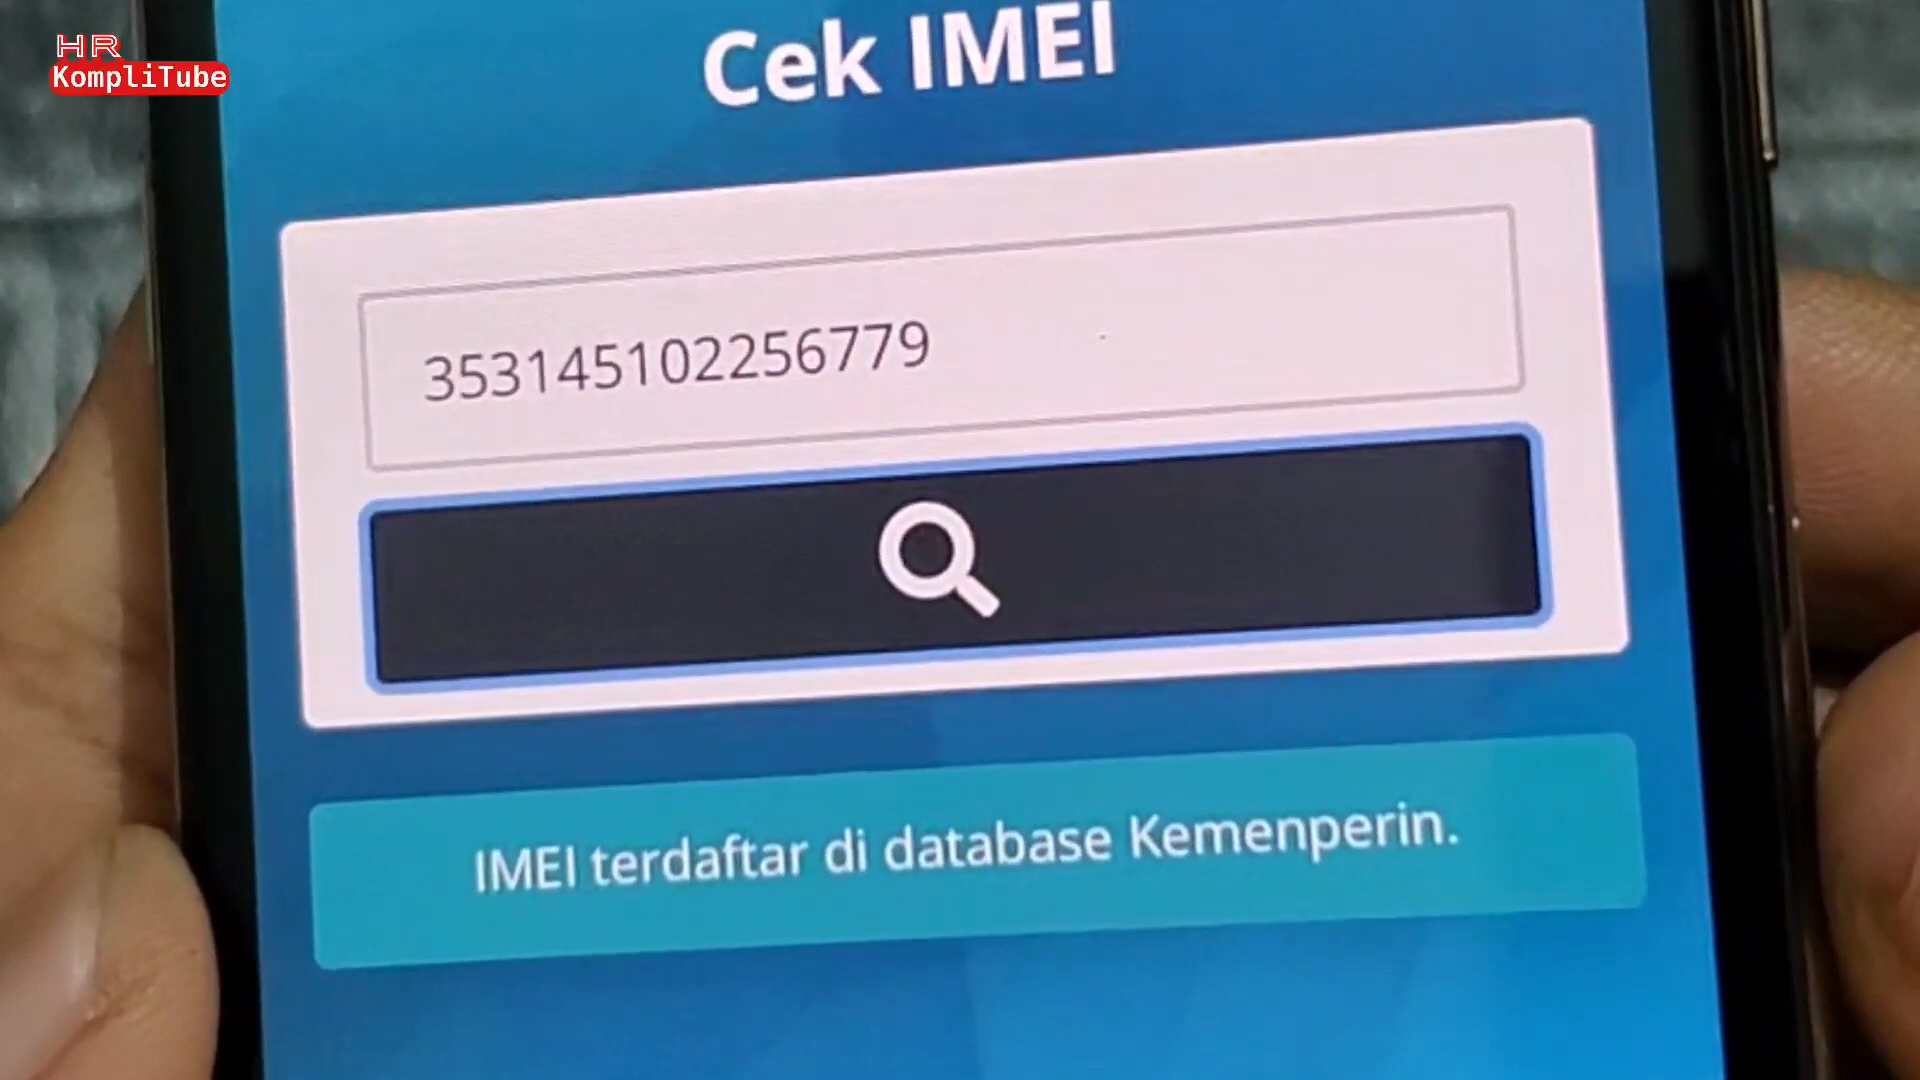 HR
KompliTube
Cek IMEI
353145102256779
IMEI terdaftar di database Kemenperin.